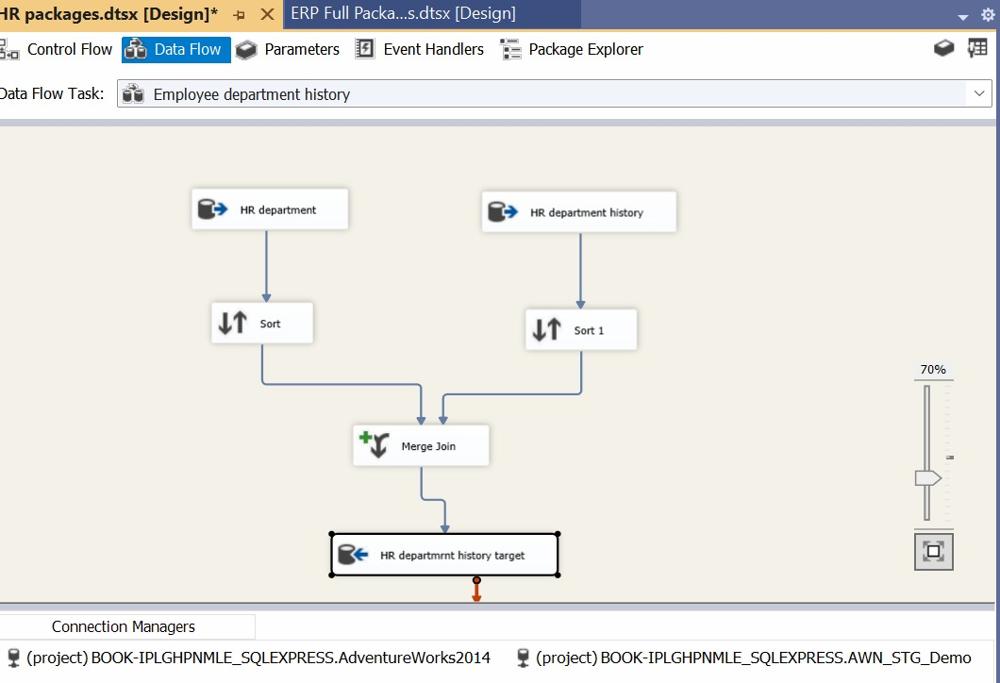 HR packages.dtsx [Design]*
ERP Full Packa...s.dtsx [Design]
Control Flow
Data Flow
Parameters
Event Handlers
Package Explorer
Data Flow Task:
Employee department history
HR department
HR department history
Sort
Sort 1
70%
Merge Join
HR departmrnt history target
Connection Managers
(project) BOOK-IPLGHPNMLE_SQLEXPRESS.AdventureWorks2014
(project) BOOK-IPLGHPNMLE_SQLEXPRESS.AWN_STG_Demo